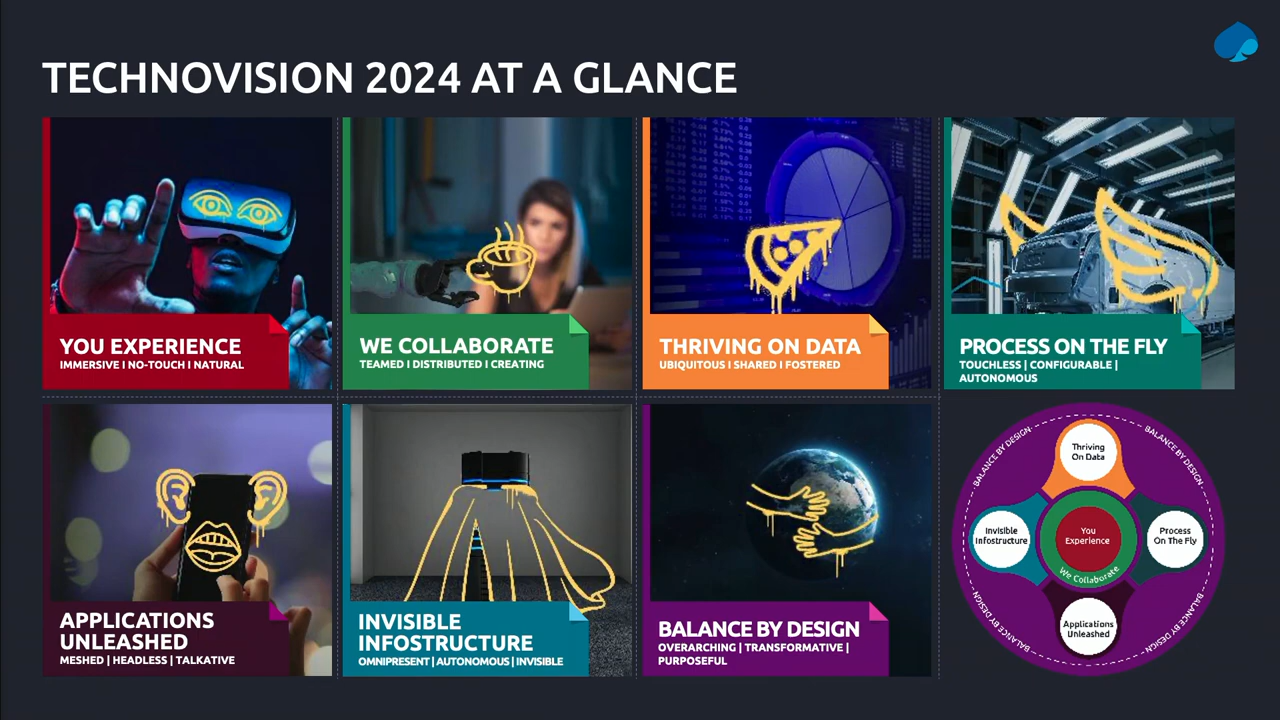 TECHNOVISION 2024 AT A GLANCE
YOU EXPERIENCE
IMMERSIVE I NO-TOUCH I NATURAL
WE COLLABORATE
TEAMED I DISTRIBUTED I CREATING
THRIVING ON DATA
UBIQUITOUS I SHARED I FOSTERED
PROCESS ON THE FLY
TOUCHLESS | CONFIGURABLE |
AUTONOMOUS
APPLICATIONS
UNLEASHED
MESHED | HEADLESS | TALKATIVE
INVISIBLE
INFOSTRUCTURE
OMNIPRESENT | AUTONOMOUS | INVISIBLE
BALANCE BY DESIGN
OVERARCHING | TRANSFORMATIVE |
PURPOSEFUL
BALANCE BY DESIGN
BALANCE BY DESIGN
Thriving
On Data
Invisible
Infostructure
You
Experience
Process
On The Fly
We Collaborate
Applications
Unleashed
BALANCE BY DESIGN
BALANCE BY DESIGN